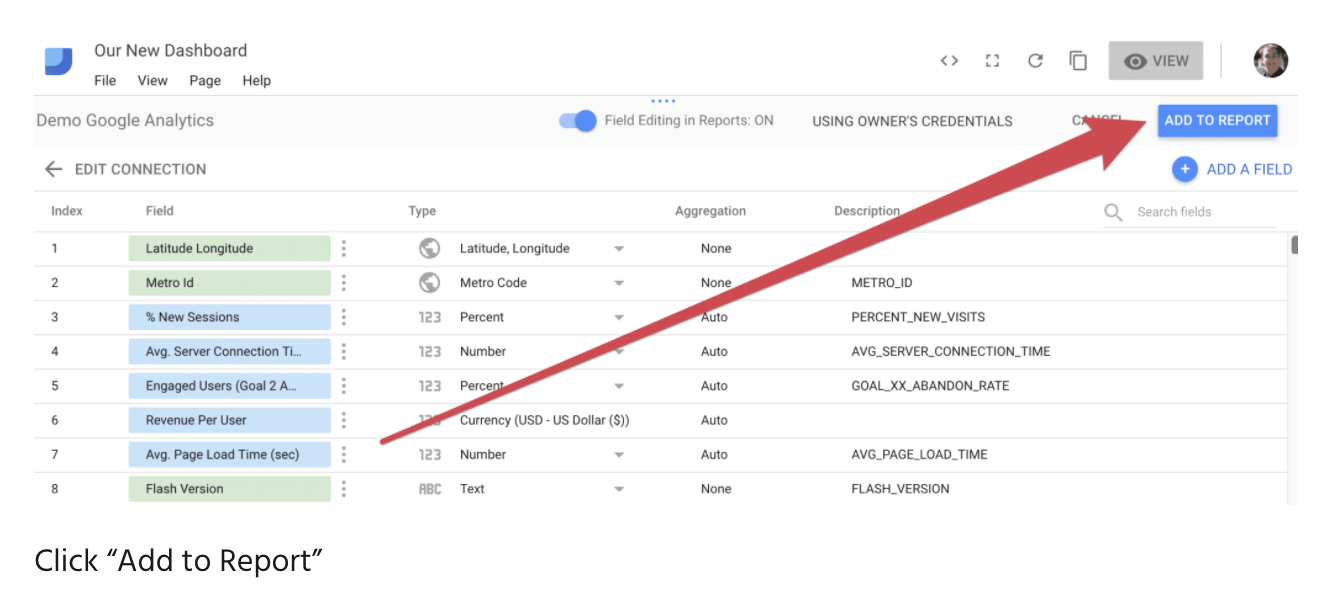 Our New Dashboard
File View Page Help
VIEW
Demo Google Analytics
Field Editing in Reports: ON
USING OWNER'S CREDENTIALS
CANCEL
ADD TO REPORT
EDIT CONNECTION
ADD A FIELD
Index Field Type Aggregation Description Search fields
1 Latitude Longitude Latitude, Longitude None
2 Metro Id Metro Code None METRO_ID
3 % New Sessions 123 Percent Auto PERCENT_NEW_VISITS
4 Avg. Server Connection Ti... 123 Number Auto AVG_SERVER_CONNECTION_TIME
5 Engaged Users (Goal 2 A... 123 Percent Auto GOAL_XX_ABANDON_RATE
6 Revenue Per User 123 Currency (USD - US Dollar ($)) Auto
7 Avg. Page Load Time (sec) 123 Number Auto AVG_PAGE_LOAD_TIME
8 Flash Version ABC Text None FLASH_VERSION
Click “Add to Report”